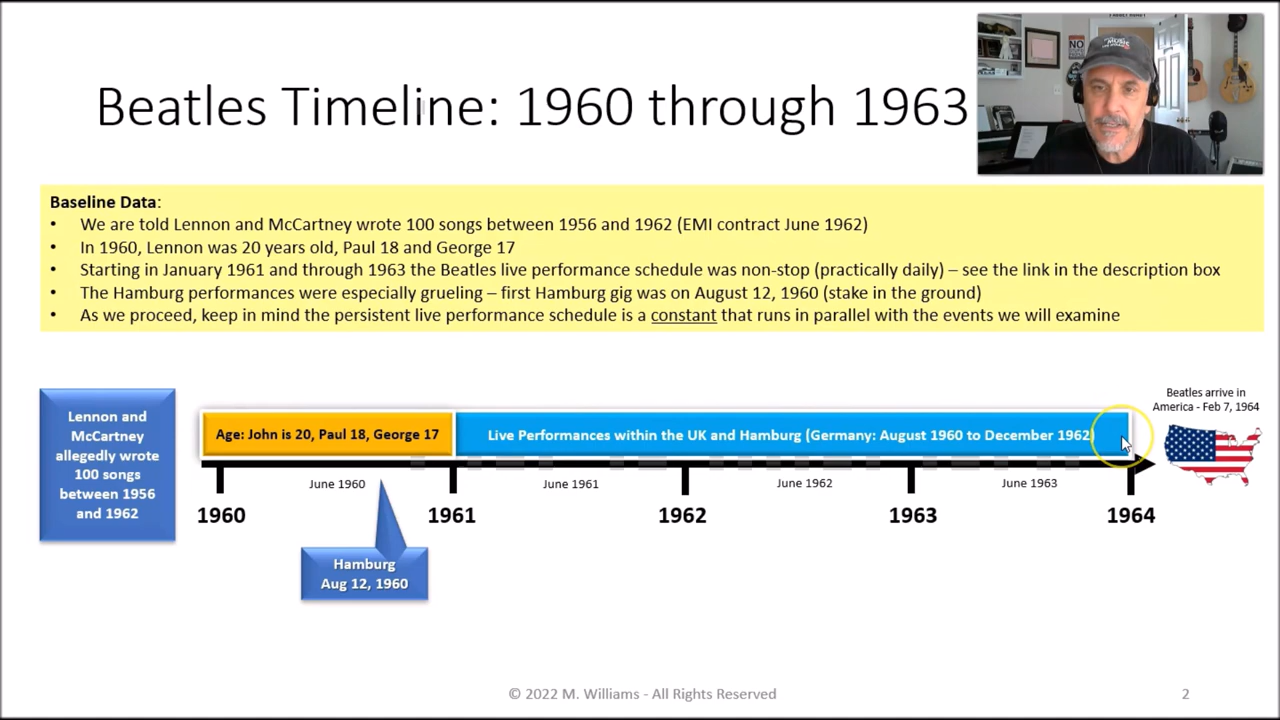 Beatles Timeline: 1960 through 1963
MUSIC
NO
Baseline Data:
• We are told Lennon and McCartney wrote 100 songs between 1956 and 1962 (EMI contract June 1962)
• In 1960, Lennon was 20 years old, Paul 18 and George 17
• Starting in January 1961 and through 1963 the Beatles live performance schedule was non-stop (practically daily) – see the link in the description box
• The Hamburg performances were especially grueling – first Hamburg gig was on August 12, 1960 (stake in the ground)
• As we proceed, keep in mind the persistent live performance schedule is a constant that runs in parallel with the events we will examine
Lennon and
McCartney
allegedly wrote
100 songs
between 1956
and 1962
Age: John is 20, Paul 18, George 17
Live Performances within the UK and Hamburg (Germany: August 1960 to December 1962)
Beatles arrive in
America - Feb 7, 1964
June 1960
June 1961
June 1962
June 1963
1960
1961
1962
1963
1964
Hamburg
Aug 12, 1960
© 2022 M. Williams - All Rights Reserved
2